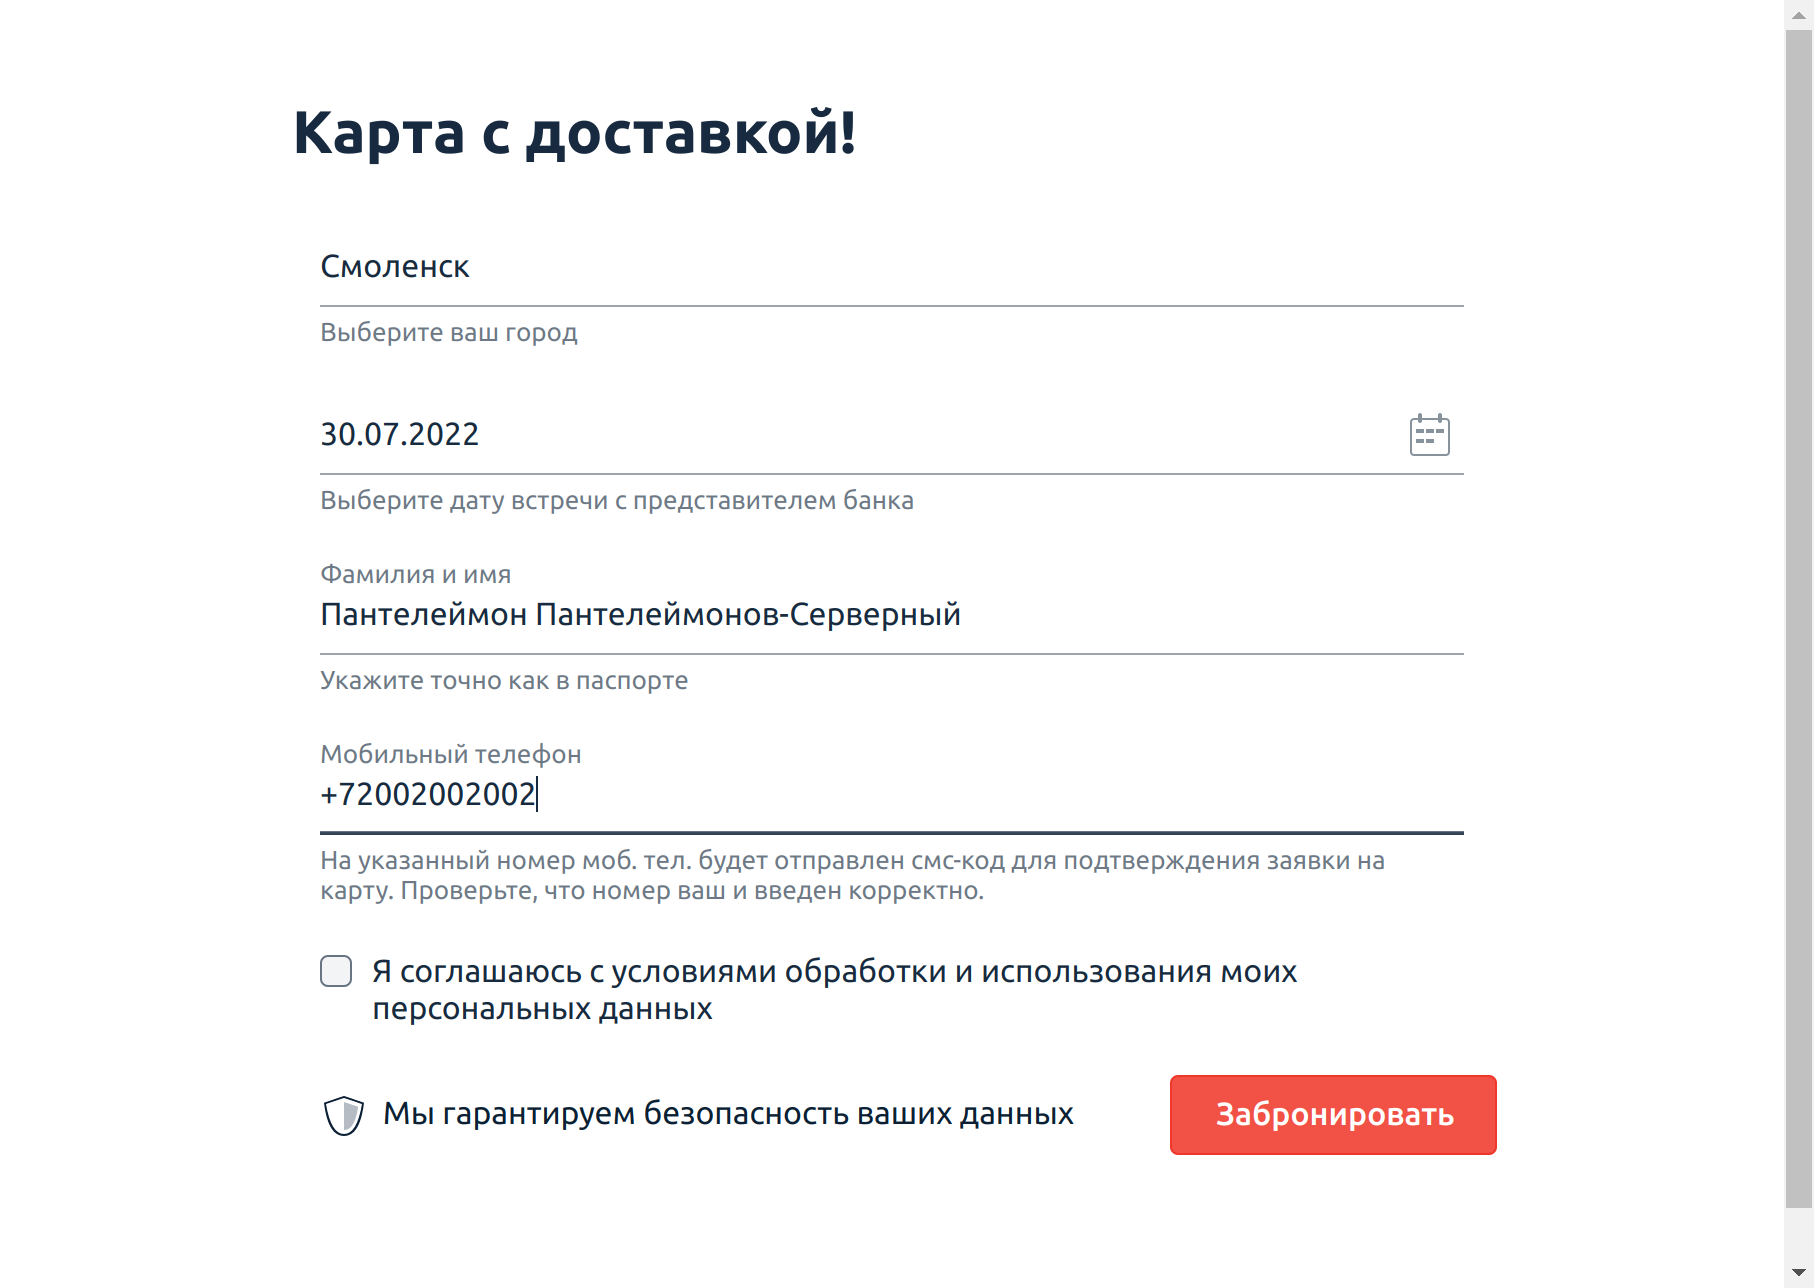 Карта с доставкой!
Смоленск
Выберите ваш город
30.07.2022
Выберите дату встречи с представителем банка
Фамилия и имя
Пантелеймон Пантелеймонов-Серверный
Укажите точно как в паспорте
Мобильный телефон
+72002002002
На указанный номер моб. тел. будет отправлен смс-код для подтверждения заявки на
карту. Проверьте, что номер ваш и введен корректно.
Я соглашаюсь с условиями обработки и использования моих
персональных данных
Мы гарантируем безопасность ваших данных
Забронировать